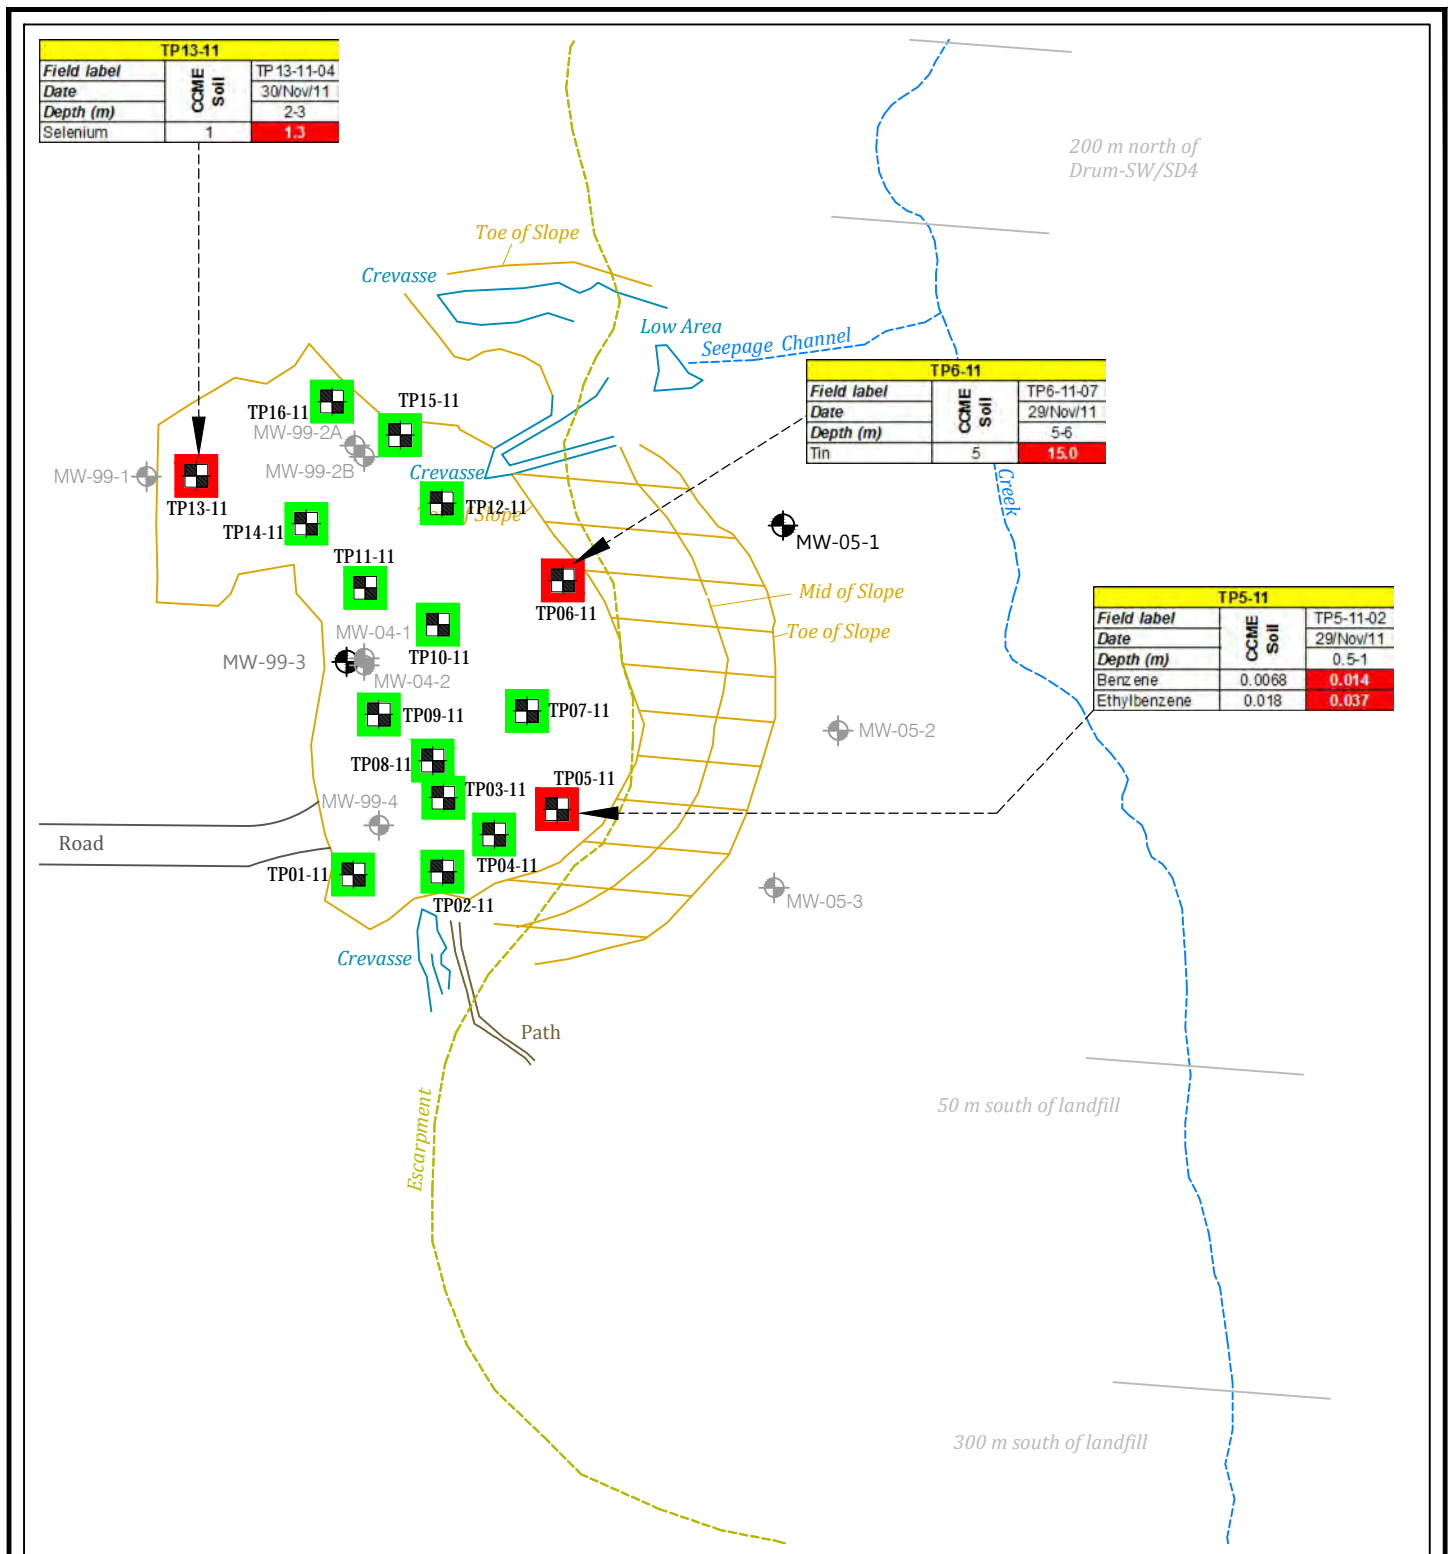 TP13-11
Field label CCME Soil TP13-11-04
Date 30/Nov/11
Depth (m) 2-3
Selenium 1 1.3
200 m north of
Drum-SW/SD4
Toe of Slope
Crevasse
Low Area
Seepage Channel
TP6-11
Field label CCME Soil TP6-11-07
Date 29/Nov/11
Depth (m) 5-6
Tin 5 15.0
TP16-11
TP15-11
MW-99-2A
MW-99-2B
MW-99-1
Crevasse
TP13-11
TP12-11
Toe of Slope
TP14-11
Creek
MW-05-1
TP11-11
TP06-11
Mid of Slope
Toe of Slope
TP5-11
Field label CCME Soil TP5-11-02
Date 29/Nov/11
Depth (m) 0.5-1
Benzene 0.0068 0.014
Ethylbenzene 0.018 0.037
MW-04-1
TP10-11
MW-99-3
MW-04-2
TP09-11
TP07-11
MW-05-2
TP08-11
TP05-11
TP03-11
MW-99-4
Road
TP04-11
TP01-11
TP02-11
MW-05-3
Crevasse
Path
Escarpment
50 m south of landfill
300 m south of landfill